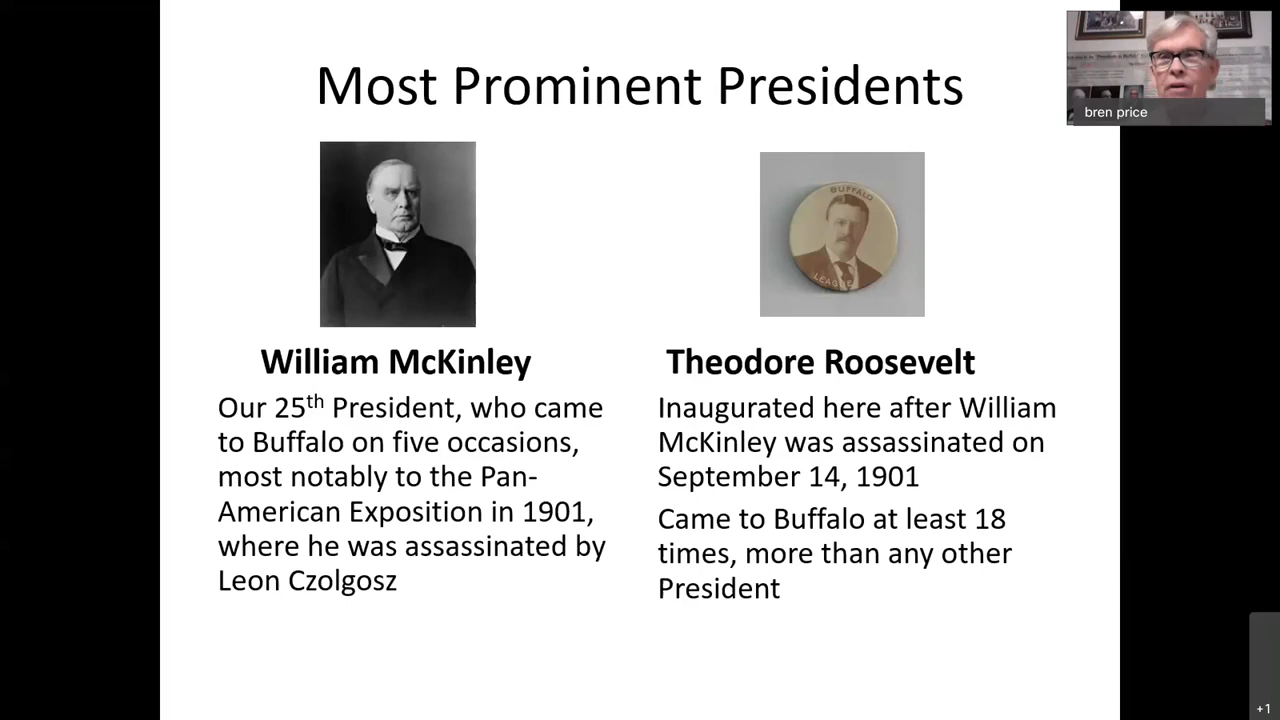 Most Prominent Presidents
bren price
BUFFALO
LEAGUE
William McKinley
Our 25th President, who came
to Buffalo on five occasions,
most notably to the Pan-
American Exposition in 1901,
where he was assassinated by
Leon Czolgosz
Theodore Roosevelt
Inaugurated here after William
McKinley was assassinated on
September 14, 1901
Came to Buffalo at least 18
times, more than any other
President
+1